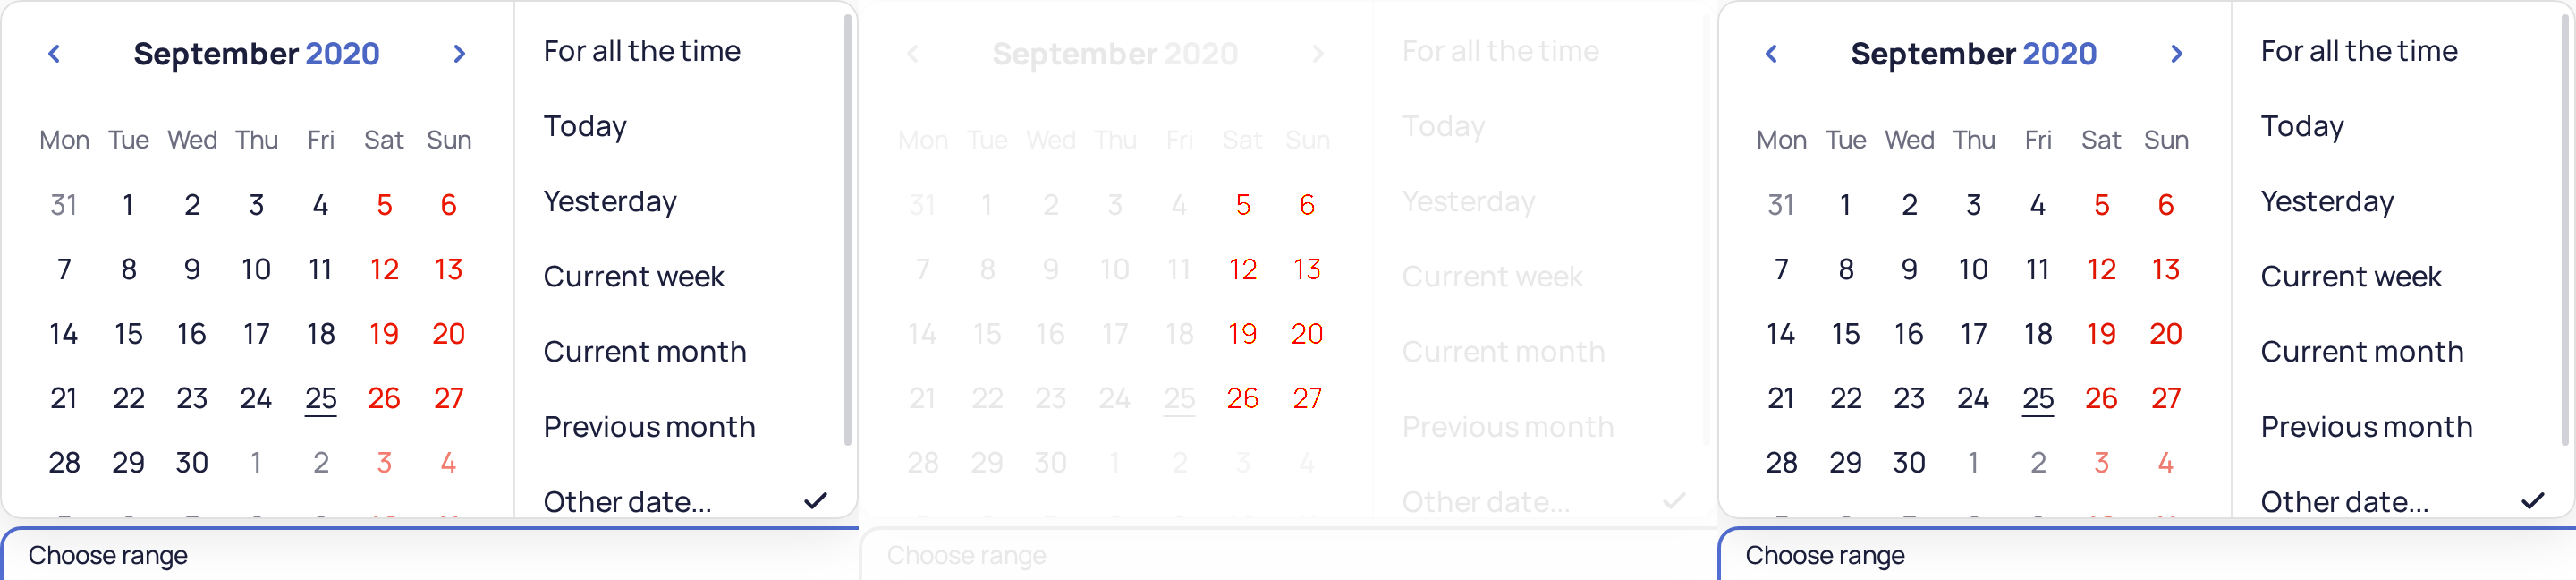 September 2020
Mon Tue Wed Thu Fri Sat Sun
31 1 2 3 4 5 6
7 8 9 10 11 12 13
14 15 16 17 18 19 20
21 22 23 24 25 26 27
28 29 30 1 2 3 4
For all the time
Today
Yesterday
Current week
Current month
Previous month
Other date...
Choose range
September 2020
Mon Tue Wed Thu Fri Sat Sun
31 1 2 3 4 5 6
7 8 9 10 11 12 13
14 15 16 17 18 19 20
21 22 23 24 25 26 27
28 29 30 1 2 3 4
For all the time
Today
Yesterday
Current week
Current month
Previous month
Other date...
Choose range
September 2020
Mon Tue Wed Thu Fri Sat Sun
31 1 2 3 4 5 6
7 8 9 10 11 12 13
14 15 16 17 18 19 20
21 22 23 24 25 26 27
28 29 30 1 2 3 4
For all the time
Today
Yesterday
Current week
Current month
Previous month
Other date...
Choose range